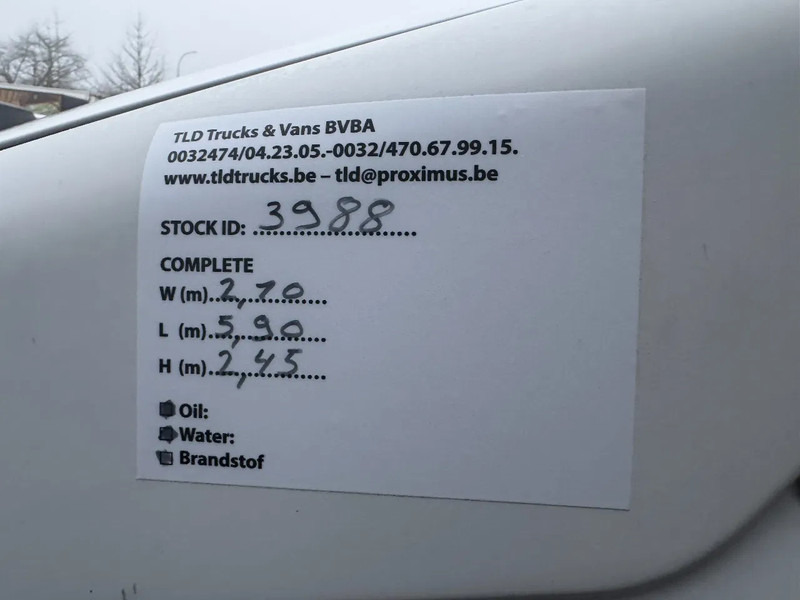 TLD Trucks & Vans BVBA
0032474/04.23.05.-0032/470.67.99.15.
www.tldtrucks.be – tld@proximus.be
STOCK ID: 3988
COMPLETE
W (m) 2,10
L (m) 5,90
H (m) 2,45
Oil:
Water:
Brandstof